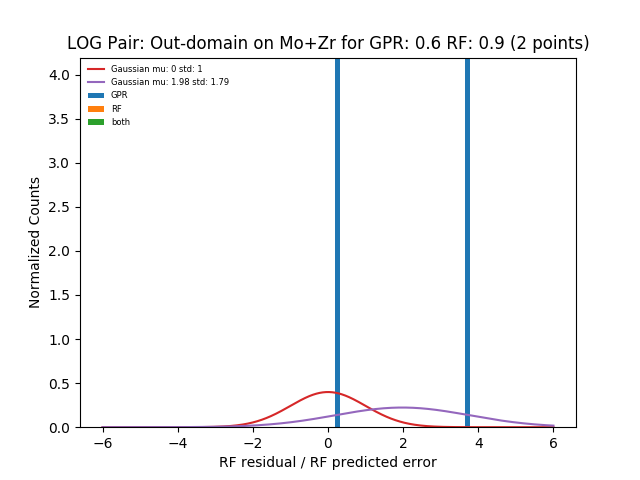 LOG Pair: Out-domain on Mo+Zr for GPR: 0.6 RF: 0.9 (2 points)
Gaussian mu: 0 std: 1
Gaussian mu: 1.98 std: 1.79
GPR
RF
both
4.0
3.5
3.0
2.5
2.0
1.5
1.0
0.5
0.0
Normalized Counts
−6
−4
−2
0
2
4
6
RF residual / RF predicted error